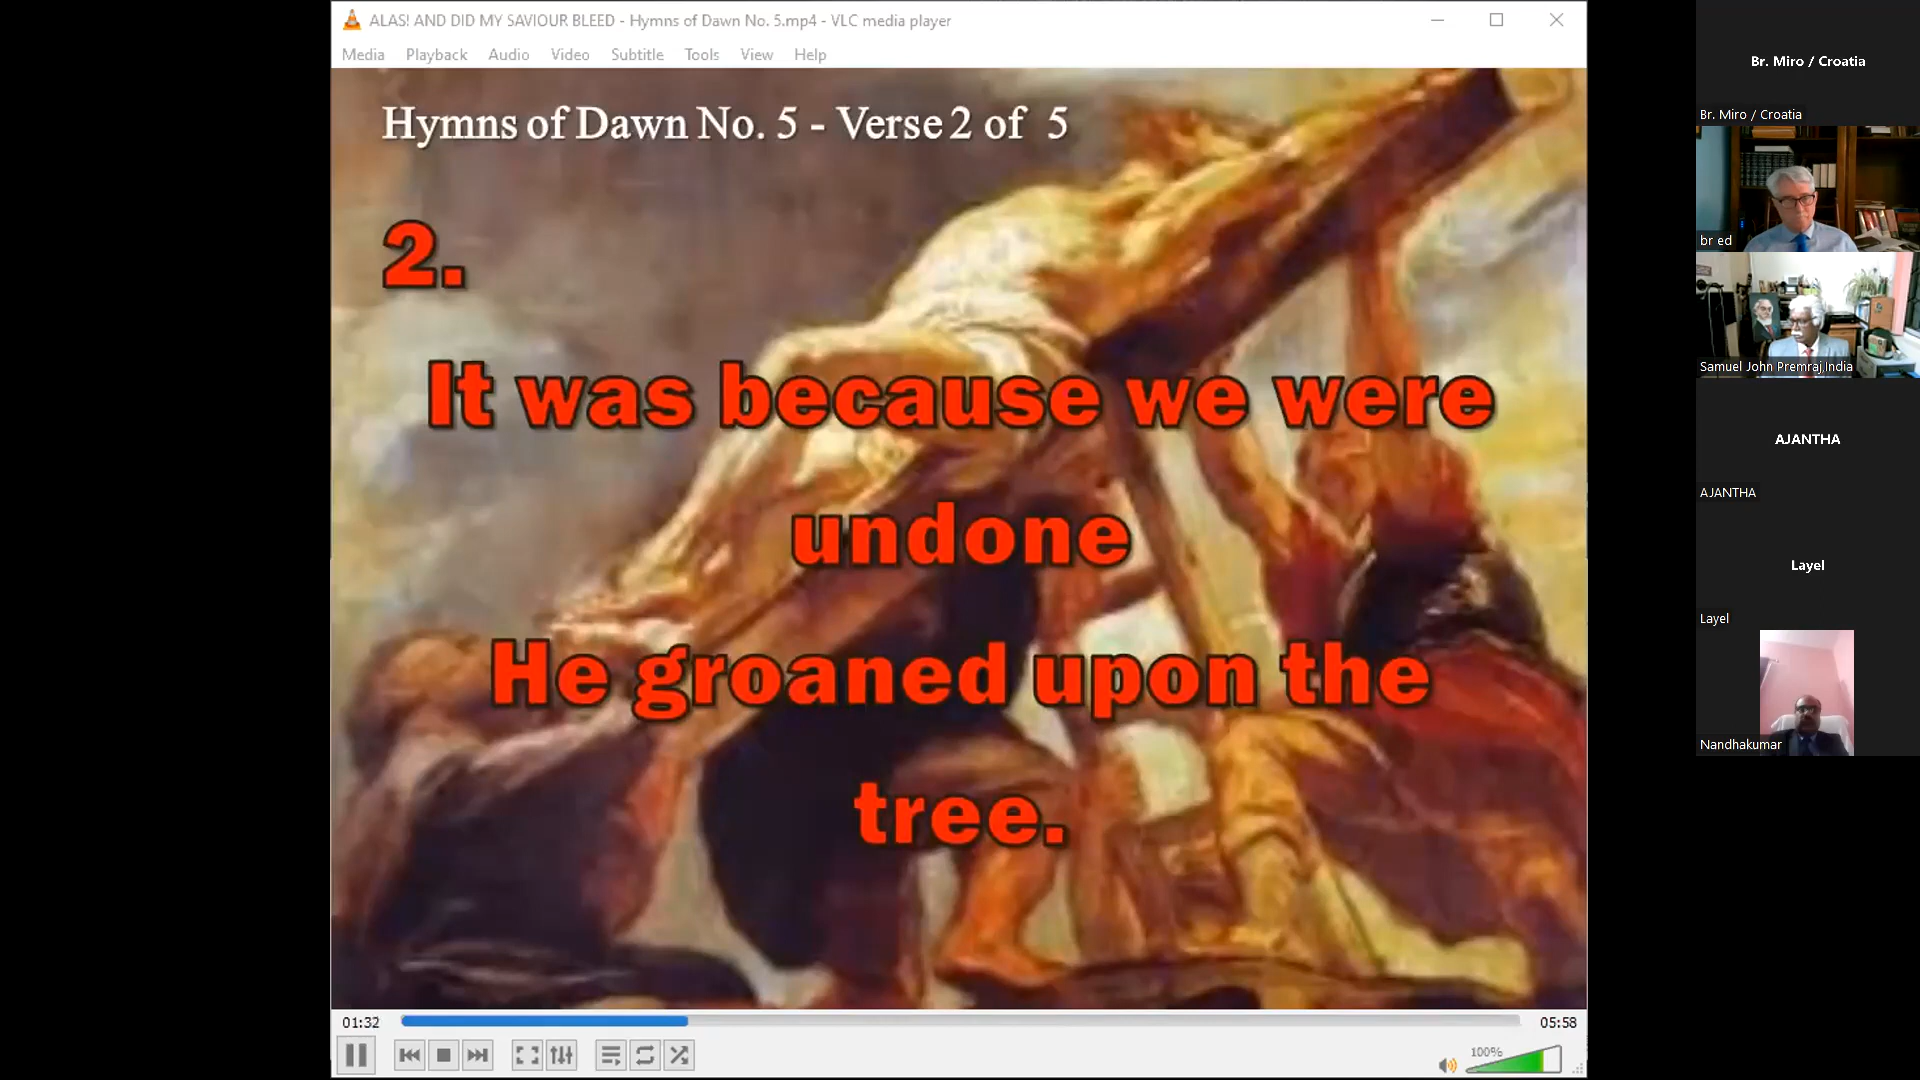 ALAS! AND DID MY SAVIOUR BLEED - Hymns of Dawn No. 5.mp4 - VLC media player
Media Playback Audio Video Subtitle Tools View Help
Hymns of Dawn No. 5 - Verse 2 of 5
2.
It was because we were
undone
He groaned upon the
tree.
01:32
05:58
100%
Br. Miro / Croatia
Br. Miro / Croatia
br ed
Samuel John Premraj,India
AJANTHA
AJANTHA
Layel
Layel
Nandhakumar